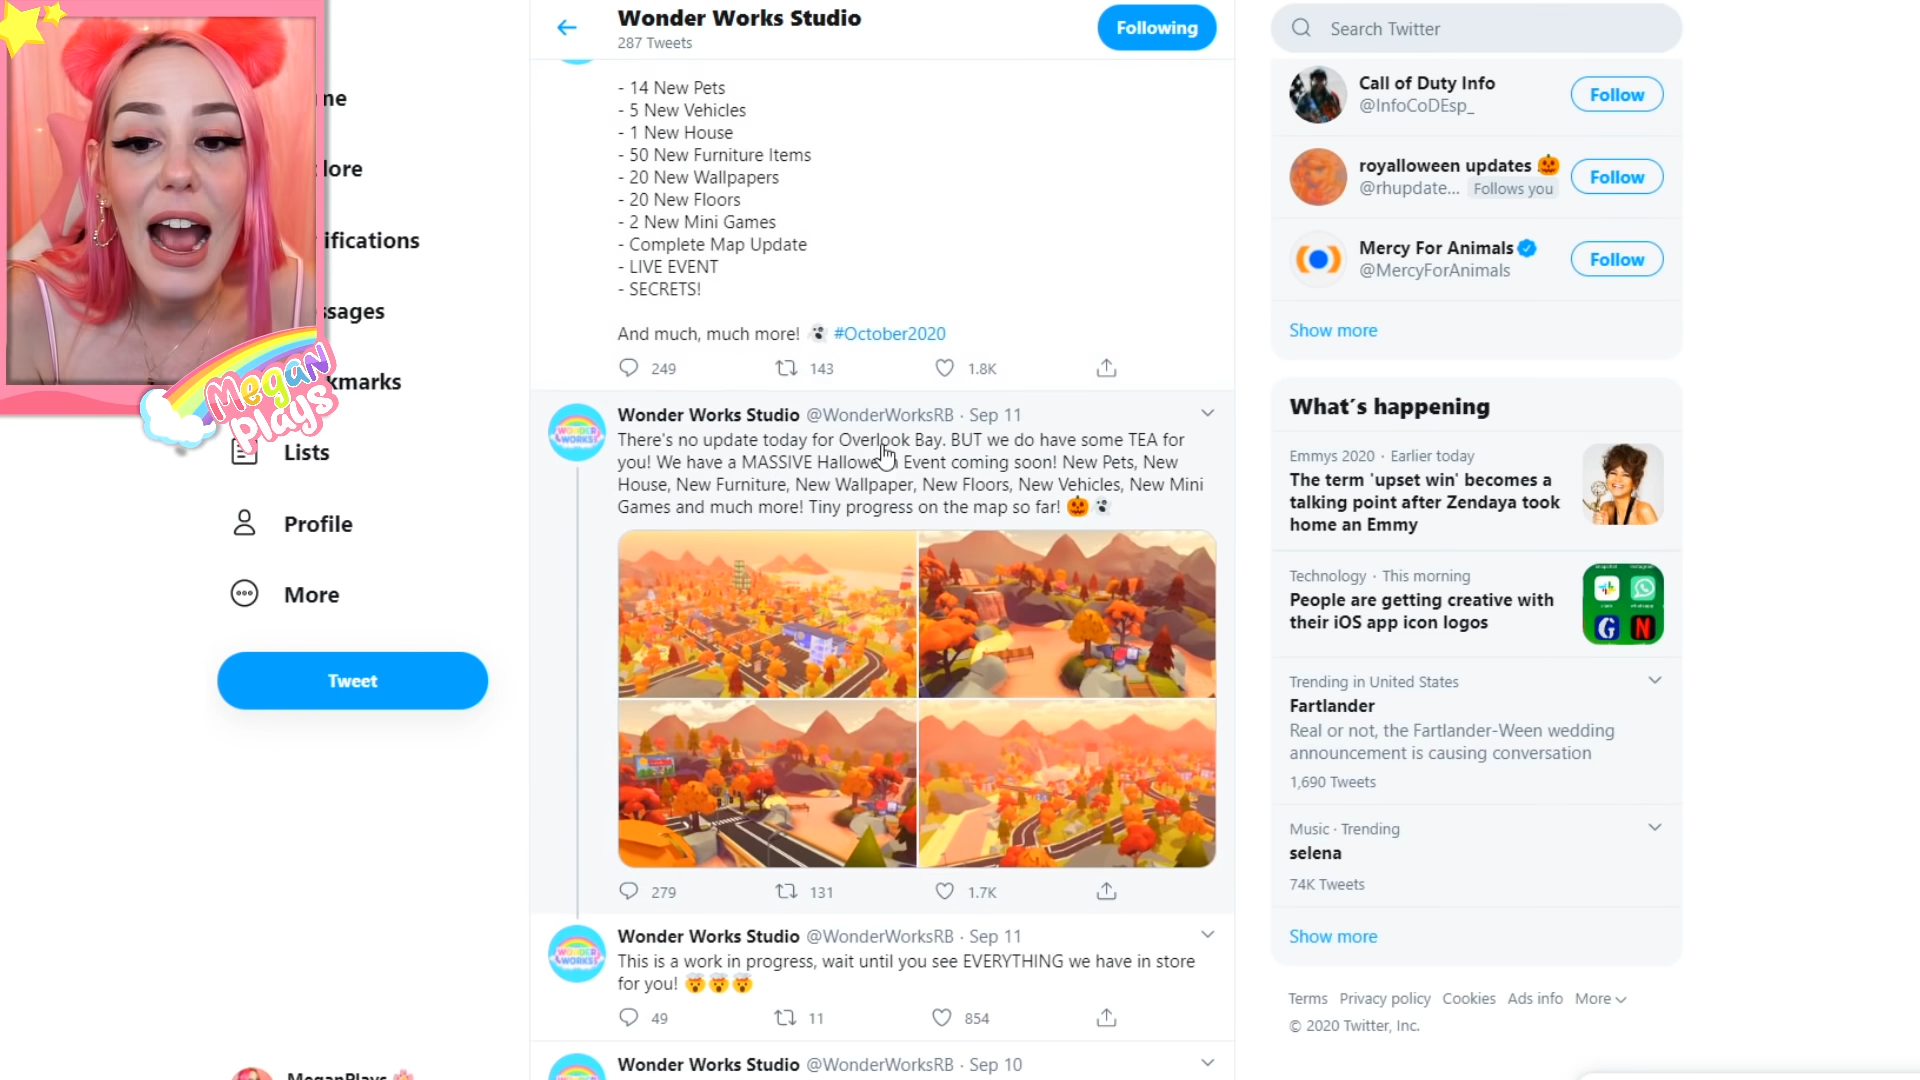 Wonder Works Studio
287 Tweets
Following
- 14 New Pets
- 5 New Vehicles
- 1 New House
- 50 New Furniture Items
- 20 New Wallpapers
- 20 New Floors
- 2 New Mini Games
- Complete Map Update
- LIVE EVENT
- SECRETS!
And much, much more! 👻 #October2020
249 143 1.8K
Wonder Works Studio @WonderWorksRB · Sep 11
There's no update today for Overlook Bay. BUT we do have some TEA for
you! We have a MASSIVE Halloween Event coming soon! New Pets, New
House, New Furniture, New Wallpaper, New Floors, New Vehicles, New Mini
Games and much more! Tiny progress on the map so far! 🎃 👻
279 131 1.7K
Wonder Works Studio @WonderWorksRB · Sep 11
This is a work in progress, wait until you see EVERYTHING we have in store
for you! 🤯🤯🤯
49 11 854
Wonder Works Studio @WonderWorksRB · Sep 10
me
lore
ifications
ssages
kmarks
Lists
Profile
More
Tweet
MeganPlays 🌸
Megan
Plays
WONDER
WORKS
WONDER
WORKS
Search Twitter
Call of Duty Info
@InfoCoDEsp_
Follow
royalloween updates 🎃
@rhupdate... Follows you
Follow
Mercy For Animals
@MercyForAnimals
Follow
Show more
What´s happening
Emmys 2020 · Earlier today
The term 'upset win' becomes a
talking point after Zendaya took
home an Emmy
Technology · This morning
People are getting creative with
their iOS app icon logos
Trending in United States
Fartlander
Real or not, the Fartlander-Ween wedding
announcement is causing conversation
1,690 Tweets
Music · Trending
selena
74K Tweets
Show more
Terms Privacy policy Cookies Ads info More
© 2020 Twitter, Inc.